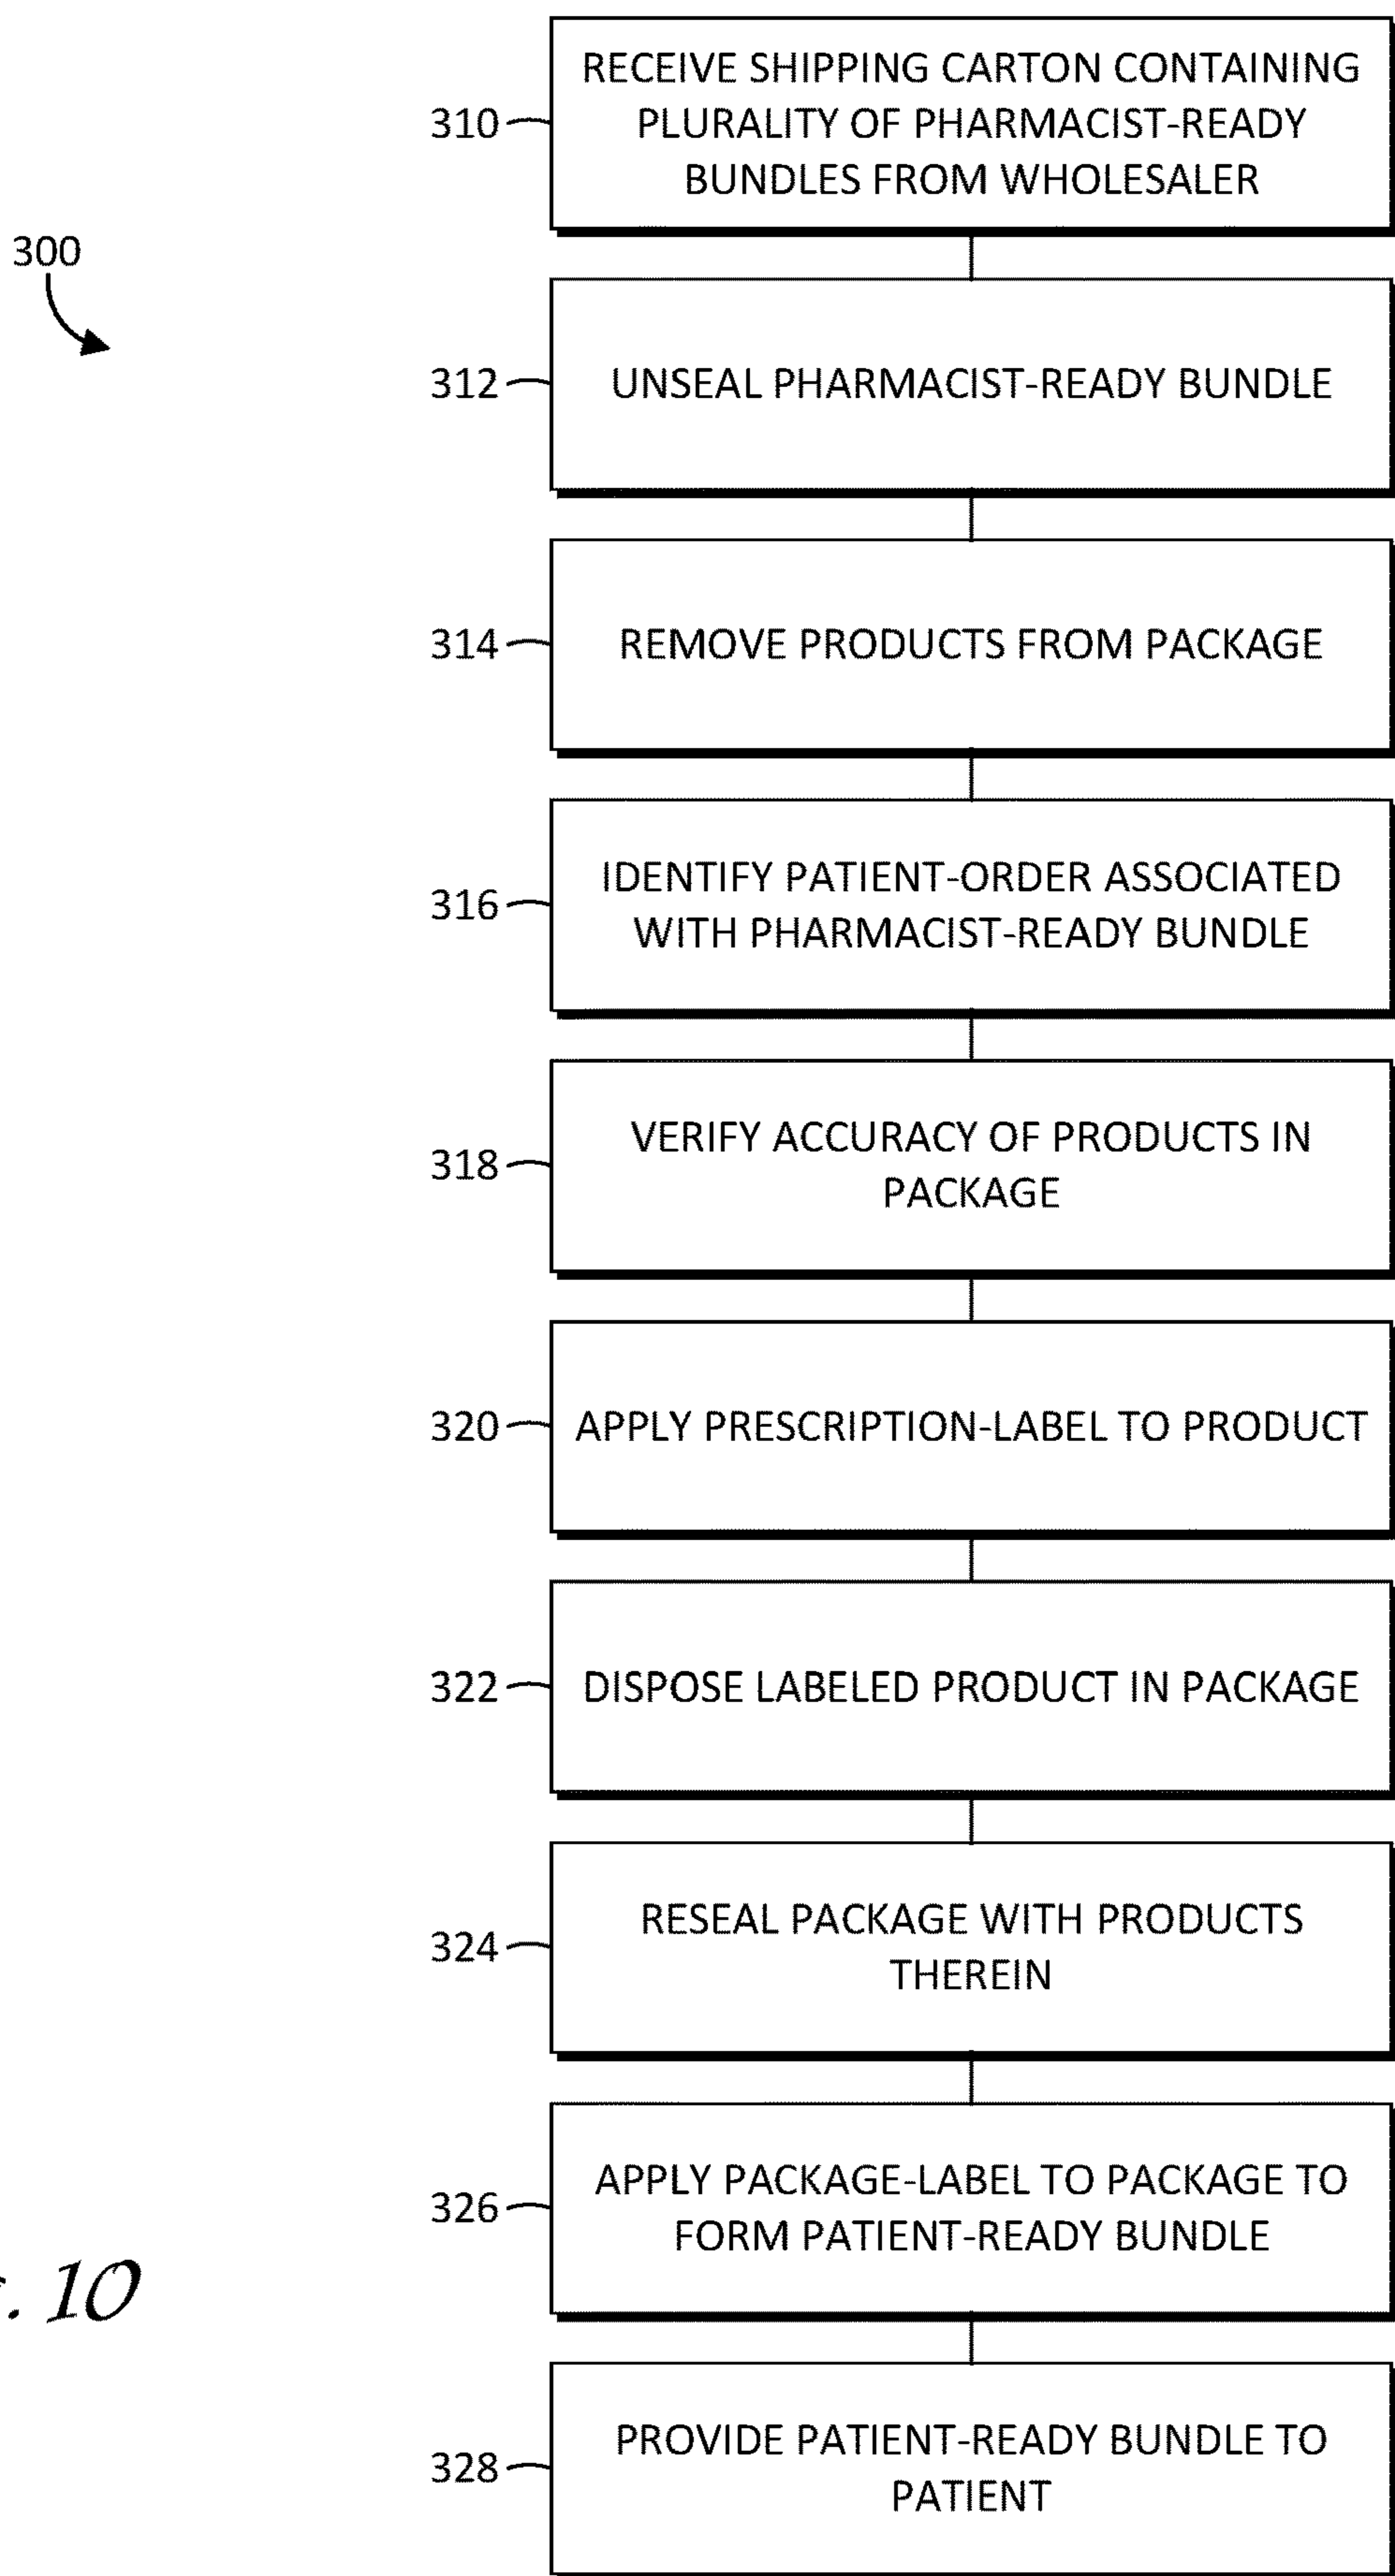 RECEIVE SHIPPING CARTON CONTAINING
310
PLURALITY OF PHARMACIST-READY
BUNDLES FROM WHOLESALER
300
312
UNSEAL PHARMACIST-READY BUNDLE
314
REMOVE PRODUCTS FROM PACKAGE
IDENTIFY PATIENT-ORDER ASSOCIATED
316
WITH PHARMACIST-READY BUNDLE
VERIFY ACCURACY OF PRODUCTS IN
318
PACKAGE
320
APPLY PRESCRIPTION-LABEL TO PRODUCT
322
DISPOSE LABELED PRODUCT IN PACKAGE
RESEAL PACKAGE WITH PRODUCTS
324
THEREIN
APPLY PACKAGE-LABEL TO PACKAGE TO
326
FORM PATIENT-READY BUNDLE
. 10
PROVIDE PATIENT-READY BUNDLE TO
328
PATIENT